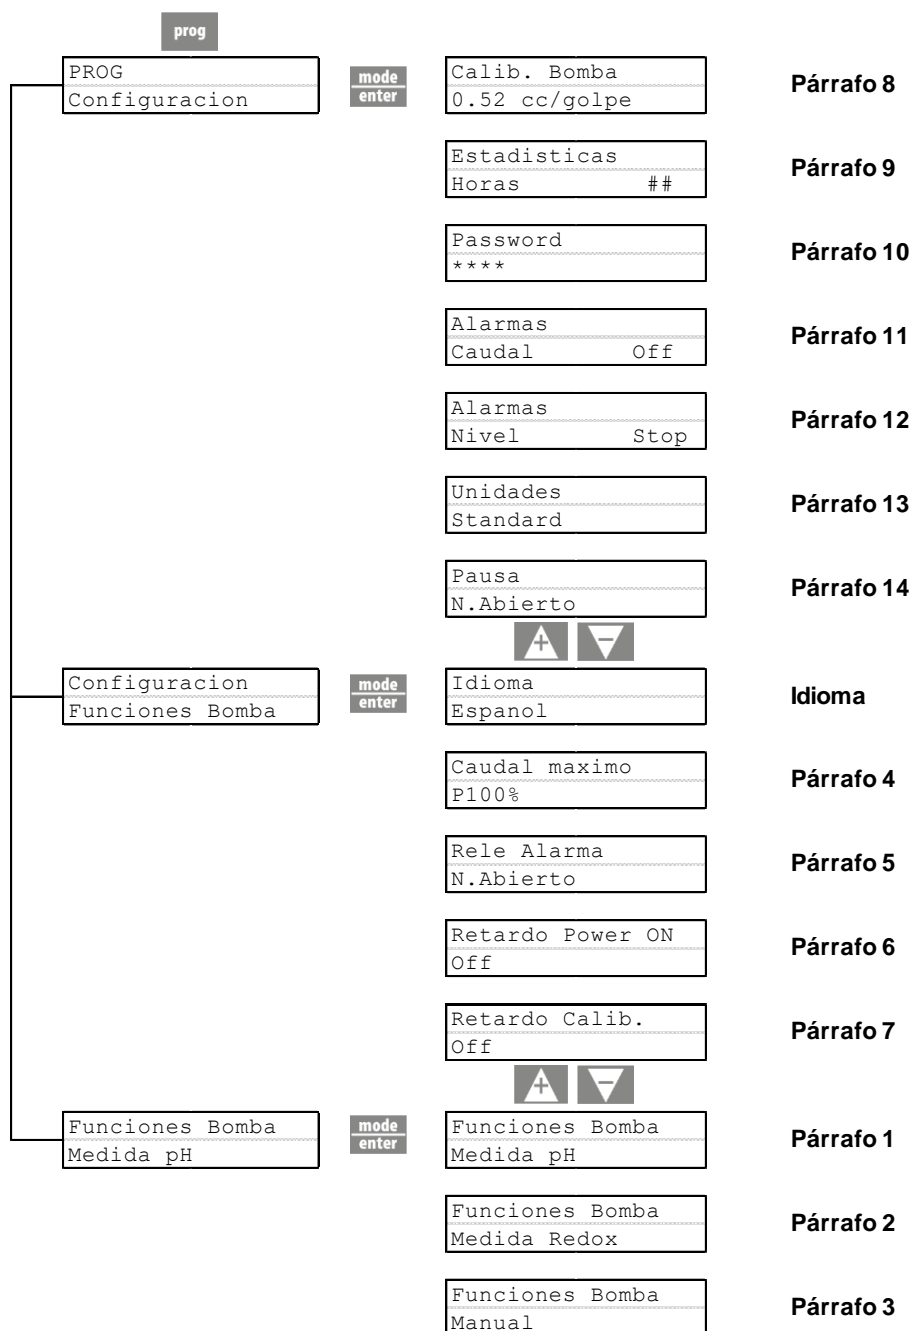 prog
PROG
Configuracion
mode
enter
Calib. Bomba
0.52 cc/golpe
Párrafo 8
Estadisticas
Horas ##
Párrafo 9
Password
****
Párrafo 10
Alarmas
Caudal Off
Párrafo 11
Alarmas
Nivel Stop
Párrafo 12
Unidades
Standard
Párrafo 13
Pausa
N.Abierto
Párrafo 14
+ −
Configuracion
Funciones Bomba
mode
enter
Idioma
Espanol
Idioma
Caudal maximo
P100%
Párrafo 4
Rele Alarma
N.Abierto
Párrafo 5
Retardo Power ON
Off
Párrafo 6
Retardo Calib.
Off
Párrafo 7
+ −
Funciones Bomba
Medida pH
mode
enter
Funciones Bomba
Medida pH
Párrafo 1
Funciones Bomba
Medida Redox
Párrafo 2
Funciones Bomba
Manual
Párrafo 3